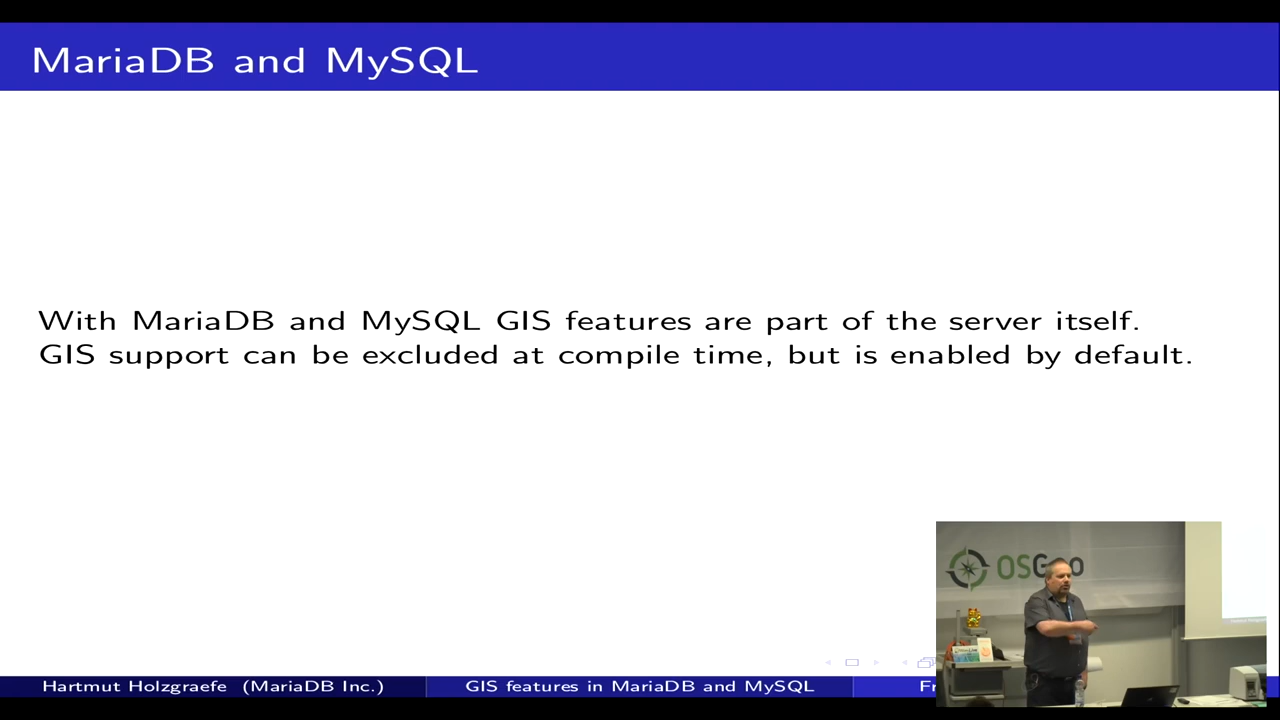 MariaDB and MySQL
With MariaDB and MySQL GIS features are part of the server itself.
GIS support can be excluded at compile time, but is enabled by default.
OSGeo
Hartmut Holzgraefe (MariaDB Inc.)
GIS features in MariaDB and MySQL
Fr